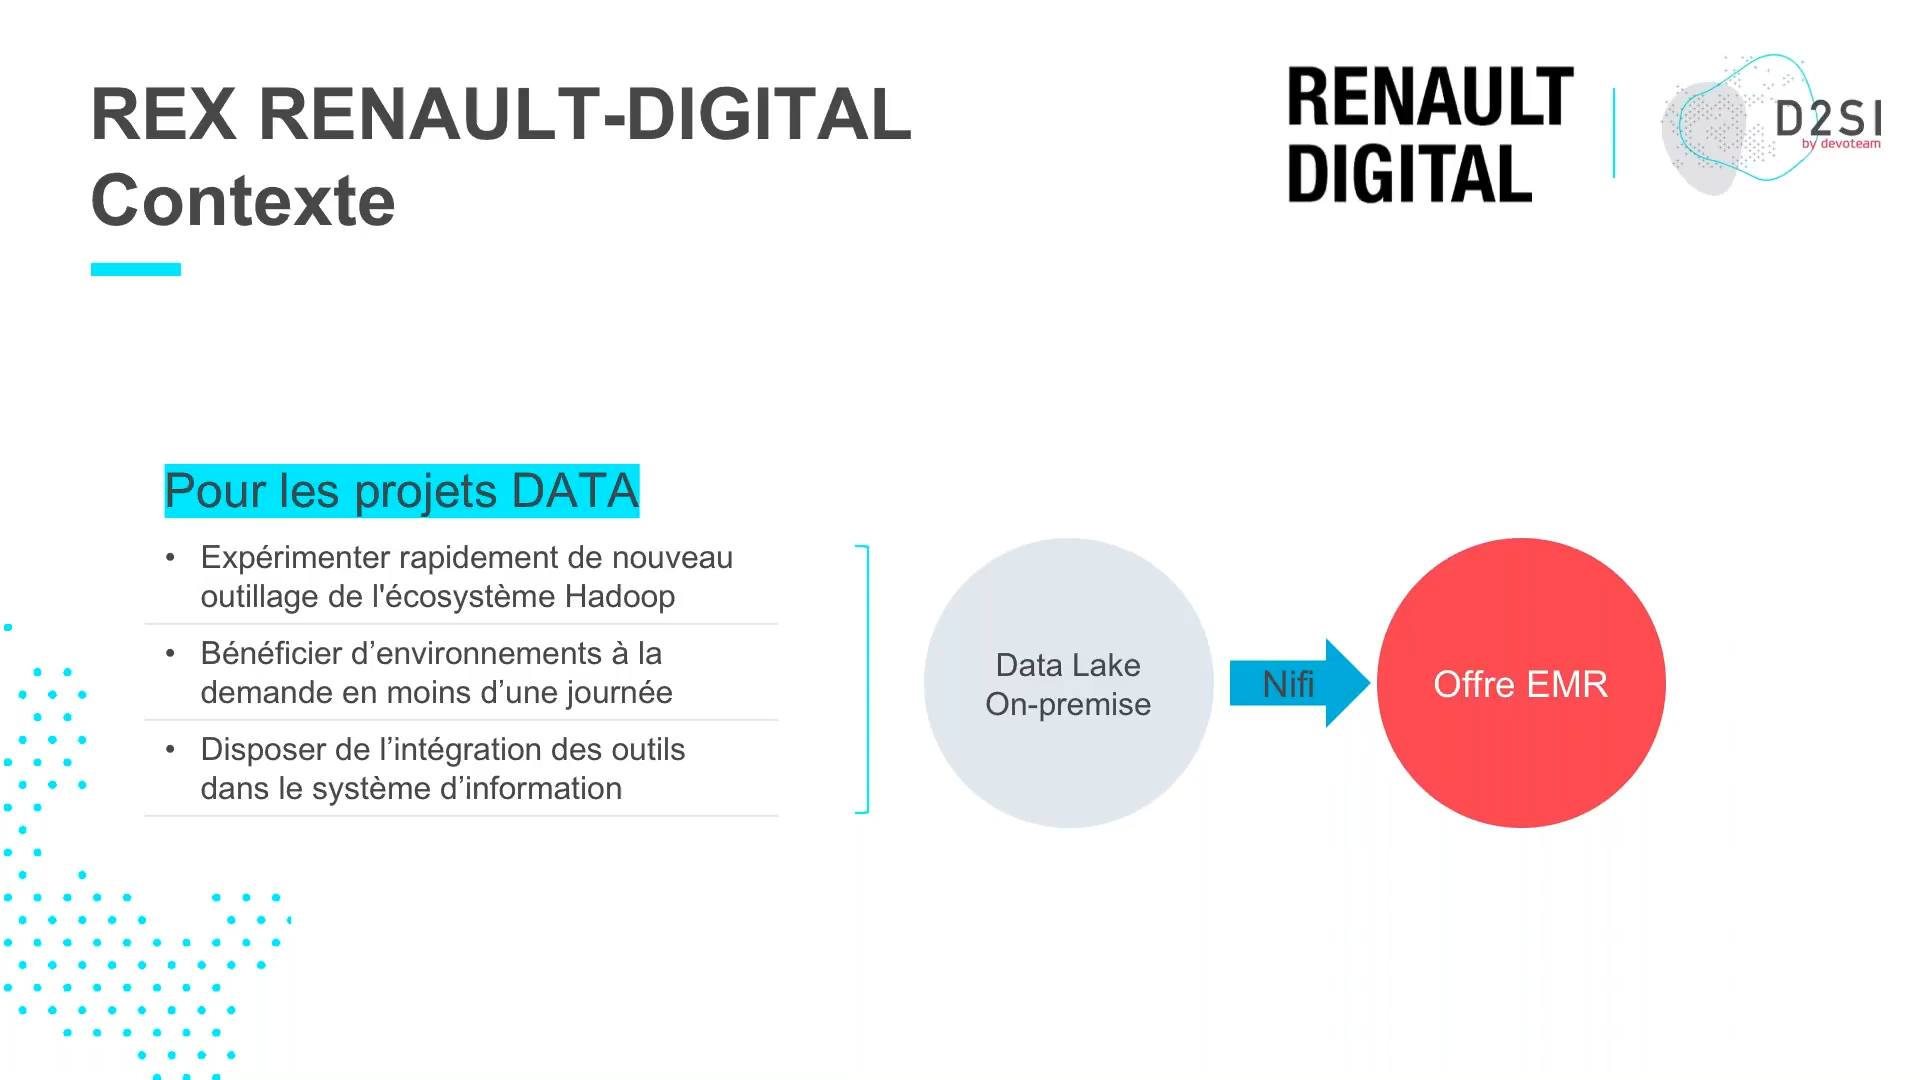 REX RENAULT-DIGITAL
Contexte
RENAULT
DIGITAL
D2SI
by devoteam
Pour les projets DATA
• Expérimenter rapidement de nouveau
outillage de l'écosystème Hadoop
• Bénéficier d’environnements à la
demande en moins d’une journée
• Disposer de l’intégration des outils
dans le système d’information
Data Lake
On-premise
Nifi
Offre EMR